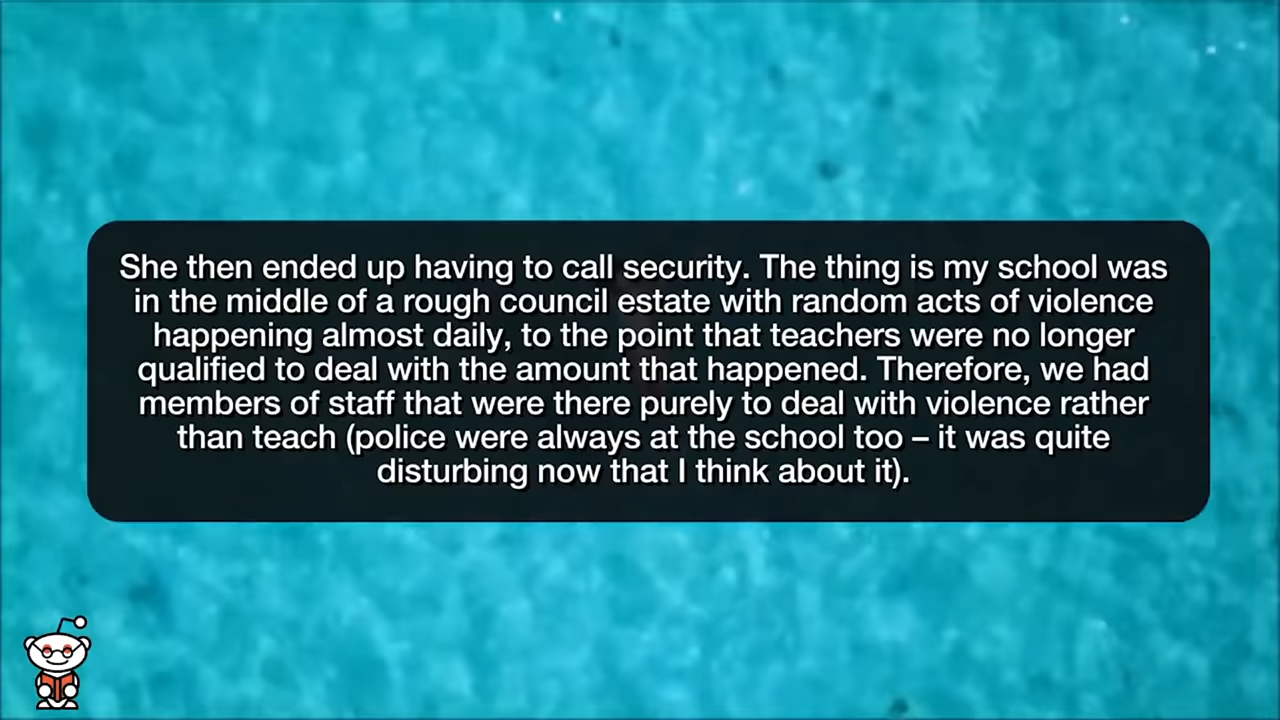 She then ended up having to call security. The thing is my school was
in the middle of a rough council estate with random acts of violence
happening almost daily, to the point that teachers were no longer
qualified to deal with the amount that happened. Therefore, we had
members of staff that were there purely to deal with violence rather
than teach (police were always at the school too – it was quite
disturbing now that I think about it).